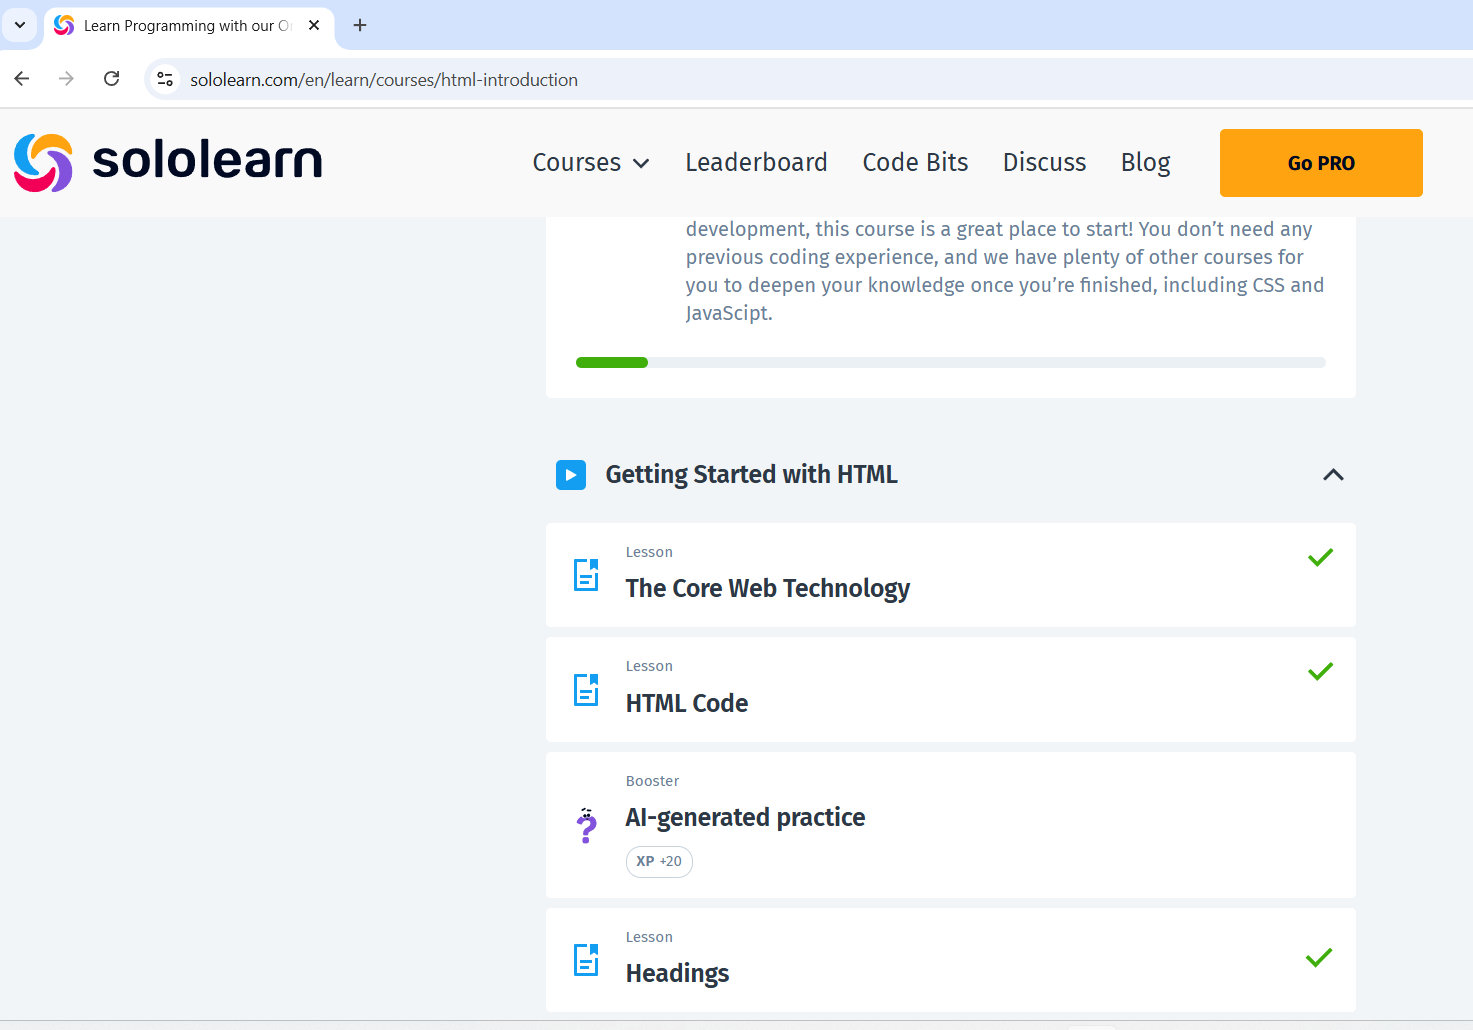 Learn Programming with our O
sololearn.com/en/learn/courses/html-introduction
sololearn
Courses
Leaderboard
Code Bits
Discuss
Blog
Go PRO
development, this course is a great place to start! You don’t need any
previous coding experience, and we have plenty of other courses for
you to deepen your knowledge once you’re finished, including CSS and
JavaScipt.
Getting Started with HTML
Lesson
The Core Web Technology
Lesson
HTML Code
Booster
AI-generated practice
XP +20
Lesson
Headings